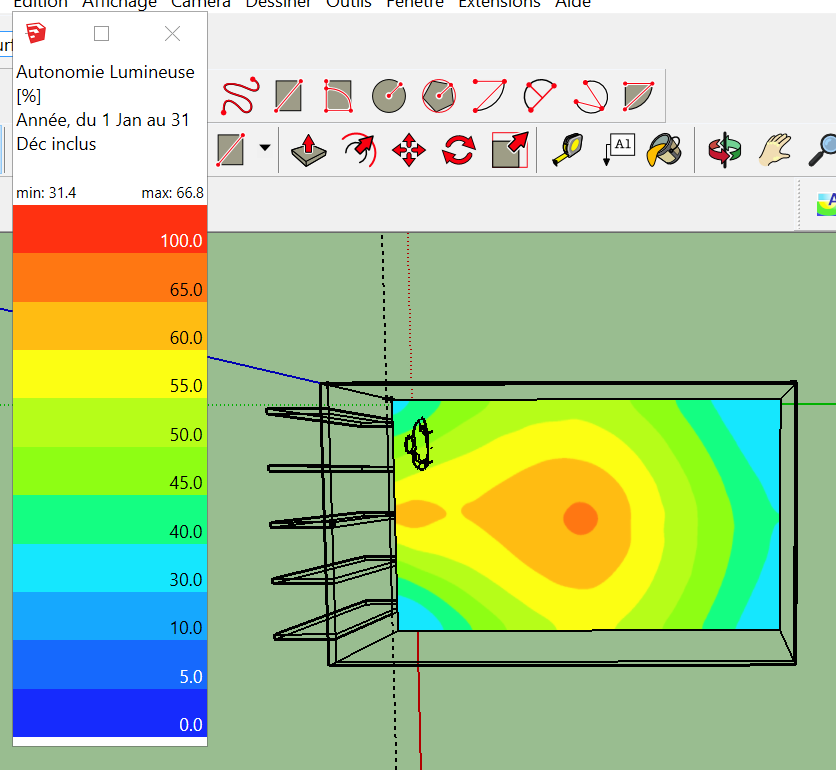 Edition Affichage Caméra Dessiner Outils Fenêtre Extensions Aide
urf
Autonomie Lumineuse
[%]
Année, du 1 Jan au 31
Déc inclus
A1
min: 31.4 max: 66.8
100.0
65.0
60.0
55.0
50.0
45.0
40.0
30.0
10.0
5.0
0.0